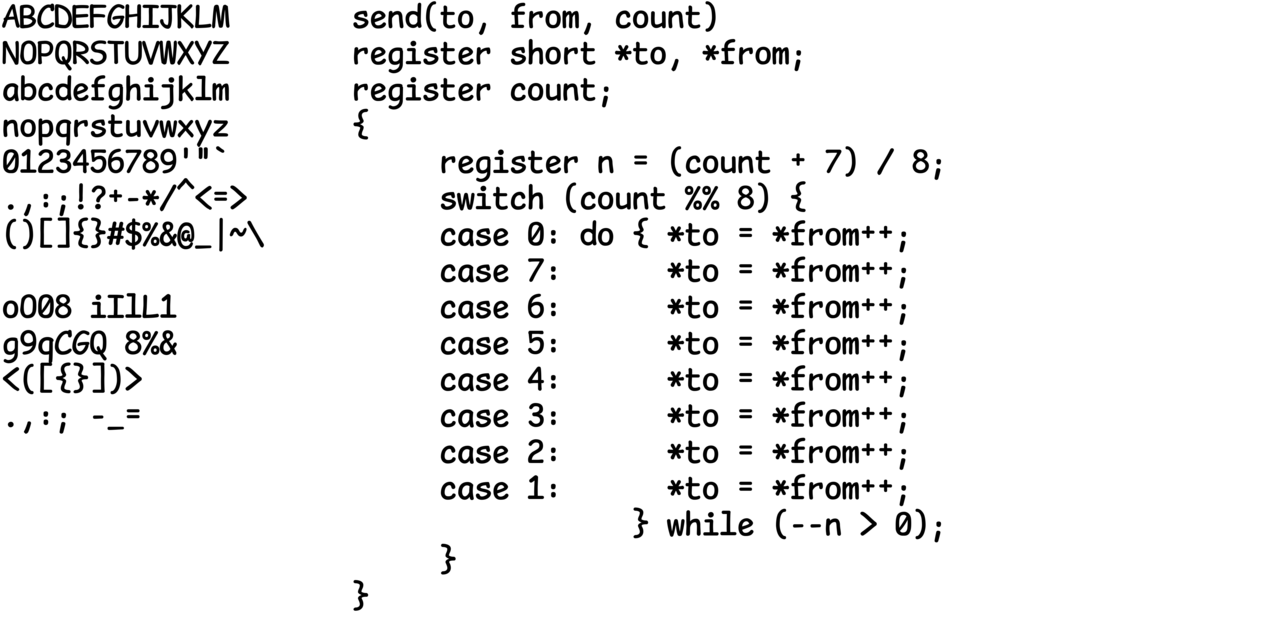 ABCDEFGHIJKLM
NOPQRSTUVWXYZ
abcdefghijklm
nopqrstuvwxyz
0123456789'"`
.,:;!?+-*/^<=>
()[]{}#$%&@_|~\
oO08 iIlL1
g9qCGQ 8%&
<([{}])>
.,:; -_=
send(to, from, count)
register short *to, *from;
register count;
{
     register n = (count + 7) / 8;
     switch (count %% 8) {
     case 0: do { *to = *from++;
     case 7:      *to = *from++;
     case 6:      *to = *from++;
     case 5:      *to = *from++;
     case 4:      *to = *from++;
     case 3:      *to = *from++;
     case 2:      *to = *from++;
     case 1:      *to = *from++;
                } while (--n > 0);
     }
}